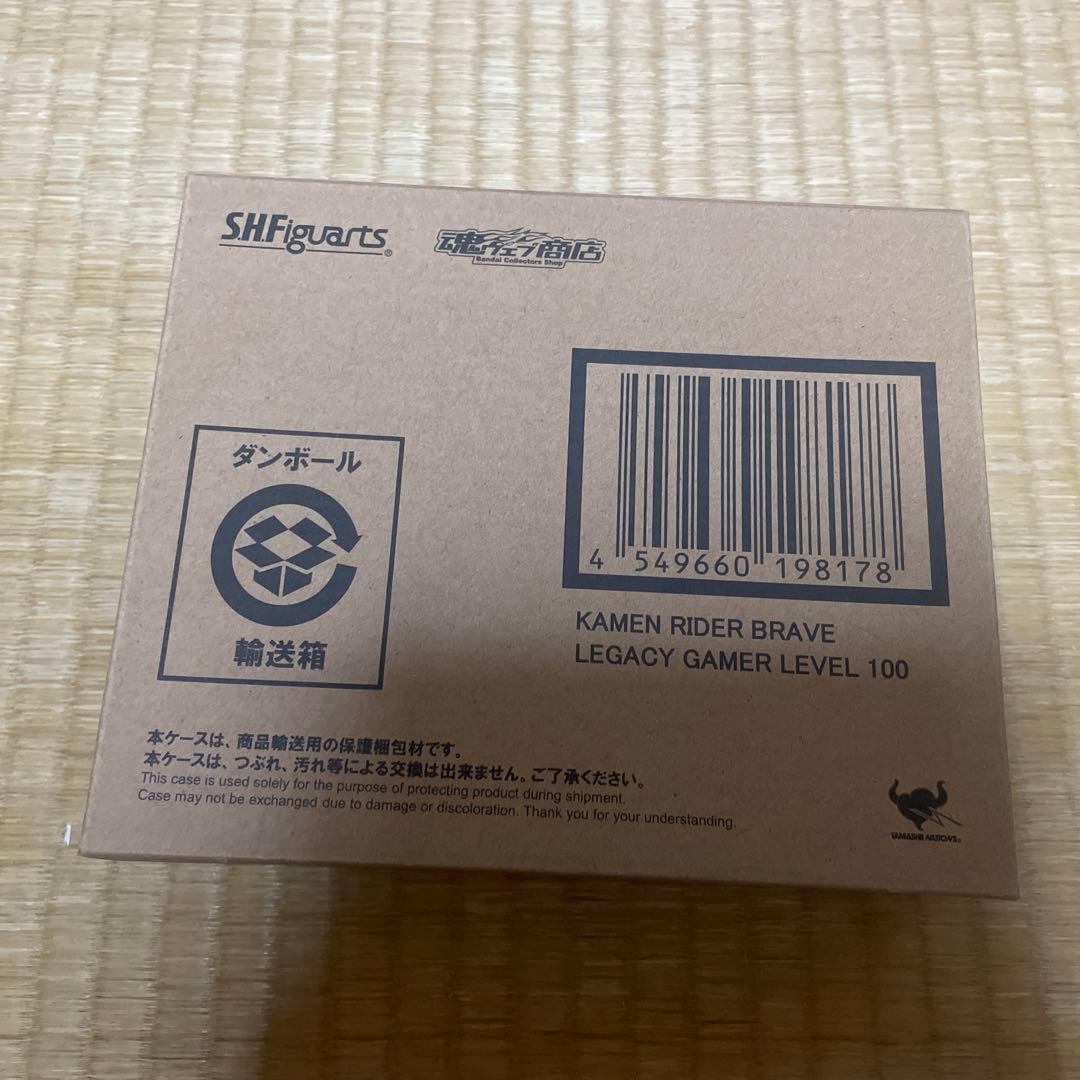 S.H.Figuarts®
魂ウェブ商店
Bandai Collectors Shop
ダンボール
輸送箱
4 549660 198178
KAMEN RIDER BRAVE
LEGACY GAMER LEVEL 100
本ケースは、商品輸送用の保護梱包材です。
本ケースは、つぶれ、汚れ等による交換は出来ません。ご了承ください。
This case is used solely for the purpose of protecting product during shipment.
Case may not be exchanged due to damage or discoloration. Thank you for your understanding.
TAMASHII NATIONS®